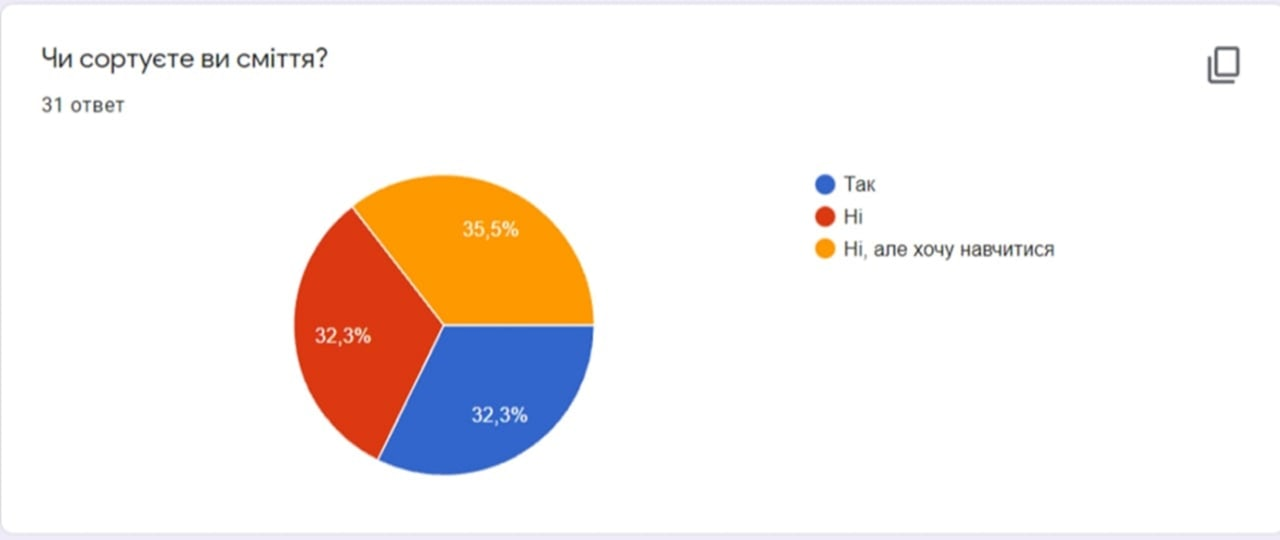 Чи сортуєте ви сміття?
31 ответ
Так
Ні
Ні, але хочу навчитися
35,5%
32,3%
32,3%